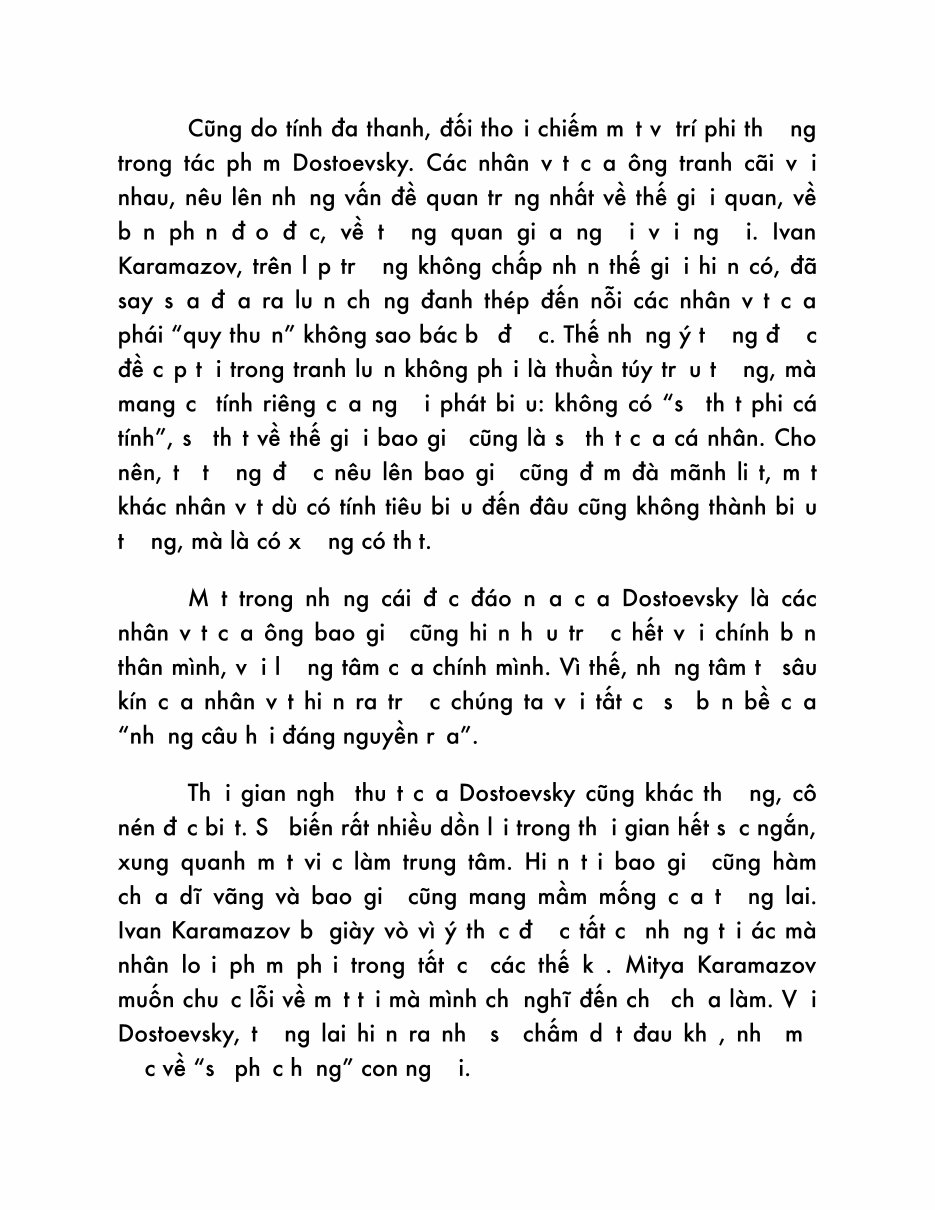 Cũng do tính đa thanh, đối tho i chiếm m t v trí phi th ng
trong tác ph m Dostoevsky. Các nhân v t c a ông tranh cãi v i
nhau, nêu lên nh ng vấn đề quan tr ng nhất về thế gi i quan, về
b n ph n đ o đ c, về t ng quan gi a ng i v i ng i. Ivan
Karamazov, trên l p tr ng không chấp nh n thế gi i hi n có, đã
say s a đ a ra lu n ch ng đanh thép đến nỗi các nhân v t c a
phái “quy thu n” không sao bác b đ c. Thế nh ng ý t ng đ c
đề c p t i trong tranh lu n không ph i là thuần túy tr u t ng, mà
mang c tính riêng c a ng i phát bi u: không có “s th t phi cá
tính”, s th t về thế gi i bao gi cũng là s th t c a cá nhân. Cho
nên, t t ng đ c nêu lên bao gi cũng đ m đà mãnh li t, m t
khác nhân v t dù có tính tiêu bi u đến đâu cũng không thành bi u
t ng, mà là có x ng có th t.
M t trong nh ng cái đ c đáo n a c a Dostoevsky là các
nhân v t c a ông bao gi cũng hi n h u tr c hết v i chính b n
thân mình, v i l ng tâm c a chính mình. Vì thế, nh ng tâm t sâu
kín c a nhân v t hi n ra tr c chúng ta v i tất c s b n bề c a
“nh ng câu h i đáng nguyền r a”.
Th i gian ngh thu t c a Dostoevsky cũng khác th ng, cô
nén đ c bi t. S biến rất nhiều dồn l i trong th i gian hết s c ngắn,
xung quanh m t vi c làm trung tâm. Hi n t i bao gi cũng hàm
ch a dĩ vãng và bao gi cũng mang mầm mống c a t ng lai.
Ivan Karamazov b giày vò vì ý th c đ c tất c nh ng t i ác mà
nhân lo i ph m ph i trong tất c các thế k . Mitya Karamazov
muốn chu c lỗi về m t t i mà mình ch nghĩ đến ch ch a làm. V i
Dostoevsky, t ng lai hi n ra nh s chấm d t đau kh , nh m
c về “s ph c h ng” con ng i.